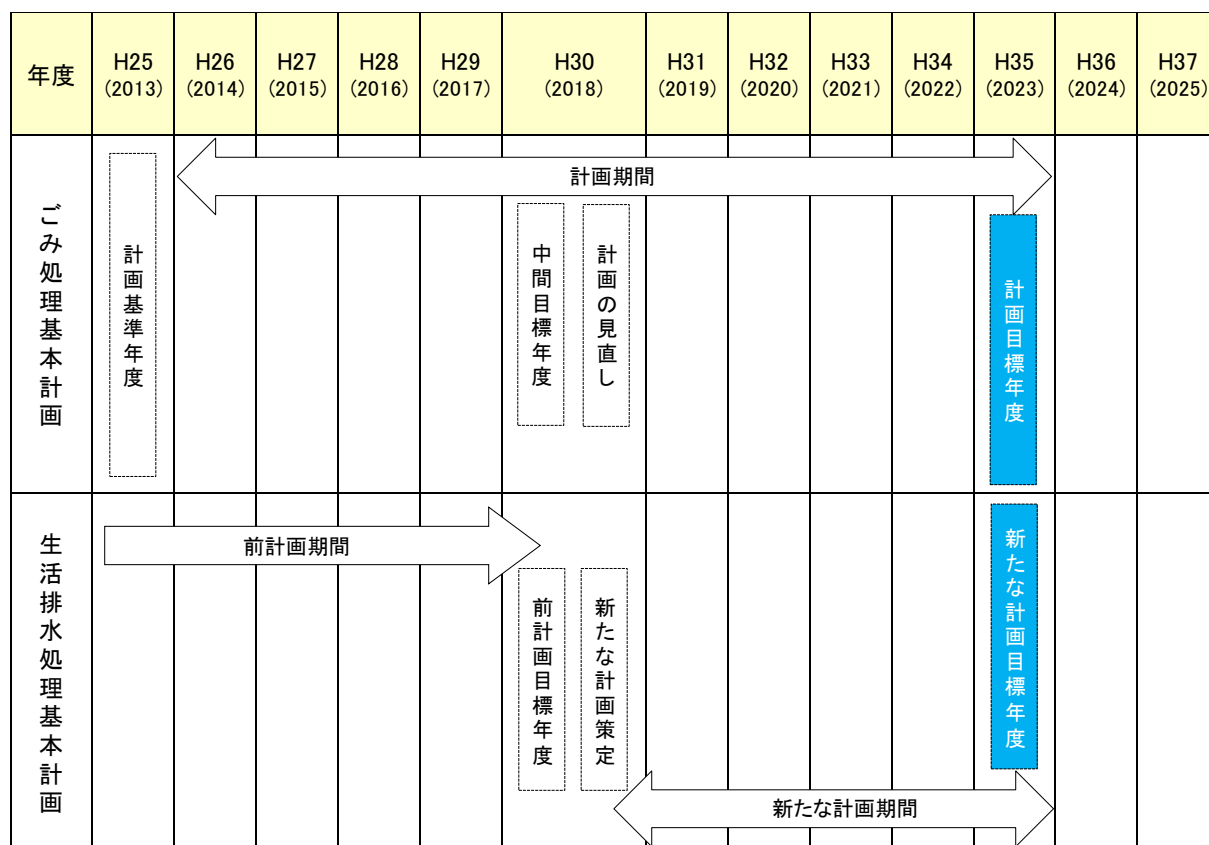 年度
H25
(2013)
H26
(2014)
H27
(2015)
H28
(2016)
H29
(2017)
H30
(2018)
H31
(2019)
H32
(2020)
H33
(2021)
H34
(2022)
H35
(2023)
H36
(2024)
H37
(2025)
ごみ処理基本計画
計画期間
計画基準年度
中間目標年度
計画の見直し
計画目標年度
生活排水処理基本計画
前計画期間
前計画目標年度
新たな計画策定
新たな計画目標年度
新たな計画期間